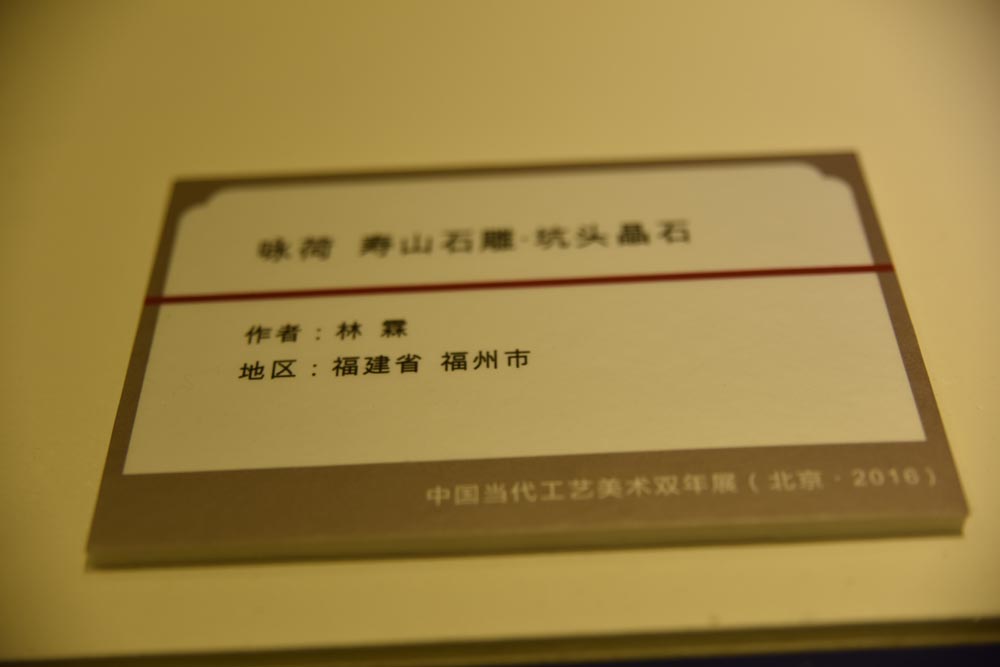 咏荷 寿山石雕·坑头晶石
作者：林 霖
地区：福建省 福州市
中国当代工艺美术双年展（北京·2016）